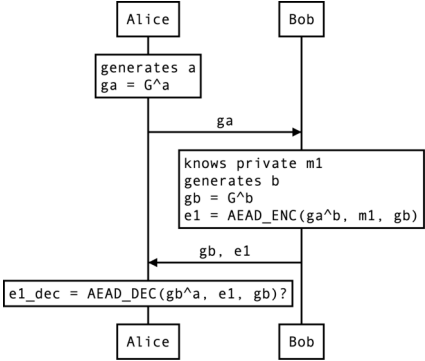 Alice
Bob
generates a
ga = G^a
ga
knows private m1
generates b
gb = G^b
e1 = AEAD_ENC(ga^b, m1, gb)
gb, e1
e1_dec = AEAD_DEC(gb^a, e1, gb)?
Alice
Bob